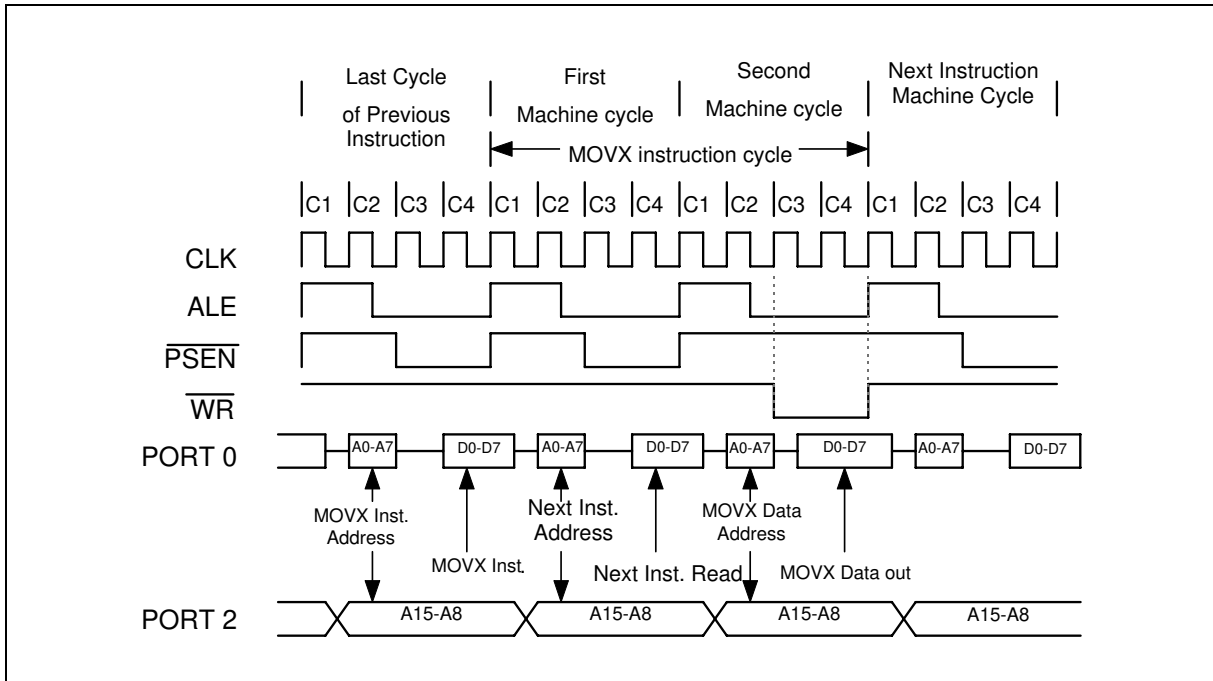 Last Cycle
of Previous
Instruction
First
Machine cycle
Second
Machine cycle
Next Instruction
Machine Cycle
MOVX instruction cycle
C1 C2 C3 C4 C1 C2 C3 C4 C1 C2 C3 C4 C1 C2 C3 C4
CLK
ALE
PSEN
WR
PORT 0
A0-A7 D0-D7 A0-A7 D0-D7 A0-A7 D0-D7 A0-A7 D0-D7
MOVX Inst.
Address
MOVX Inst.
Next Inst.
Address
Next Inst. Read
MOVX Data
Address
MOVX Data out
PORT 2
A15-A8 A15-A8 A15-A8 A15-A8